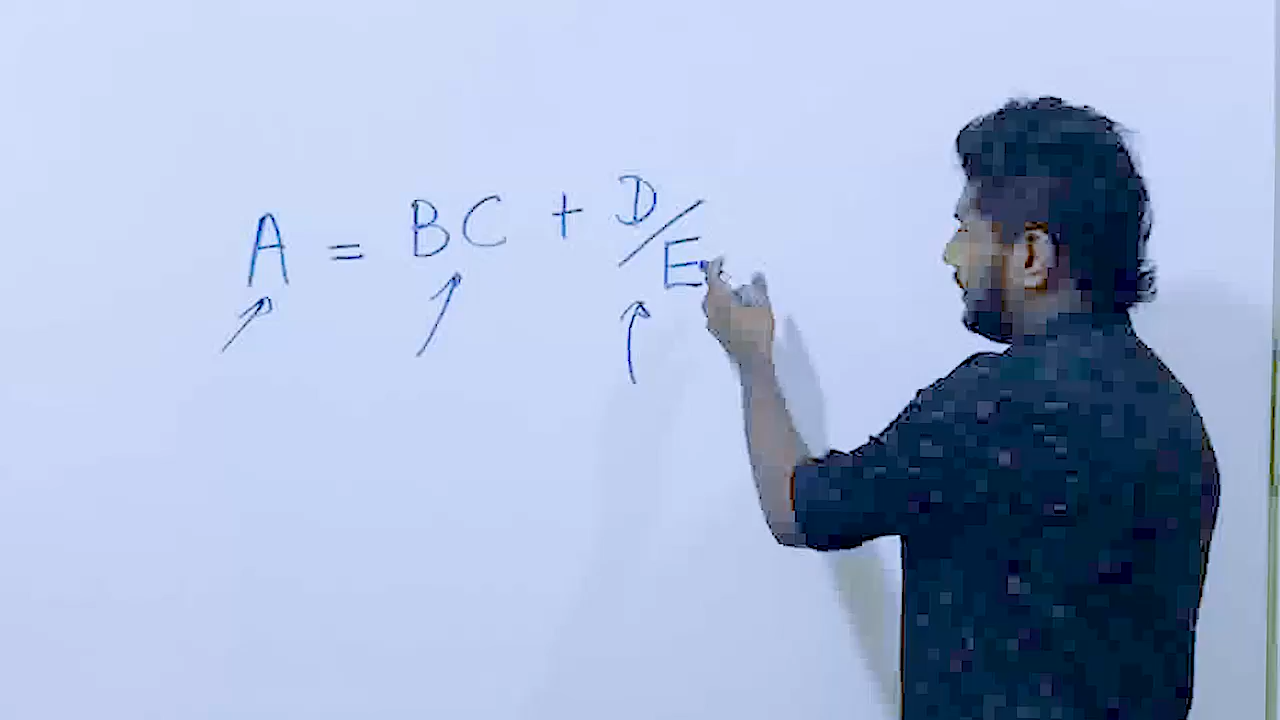 A = BC + D/E